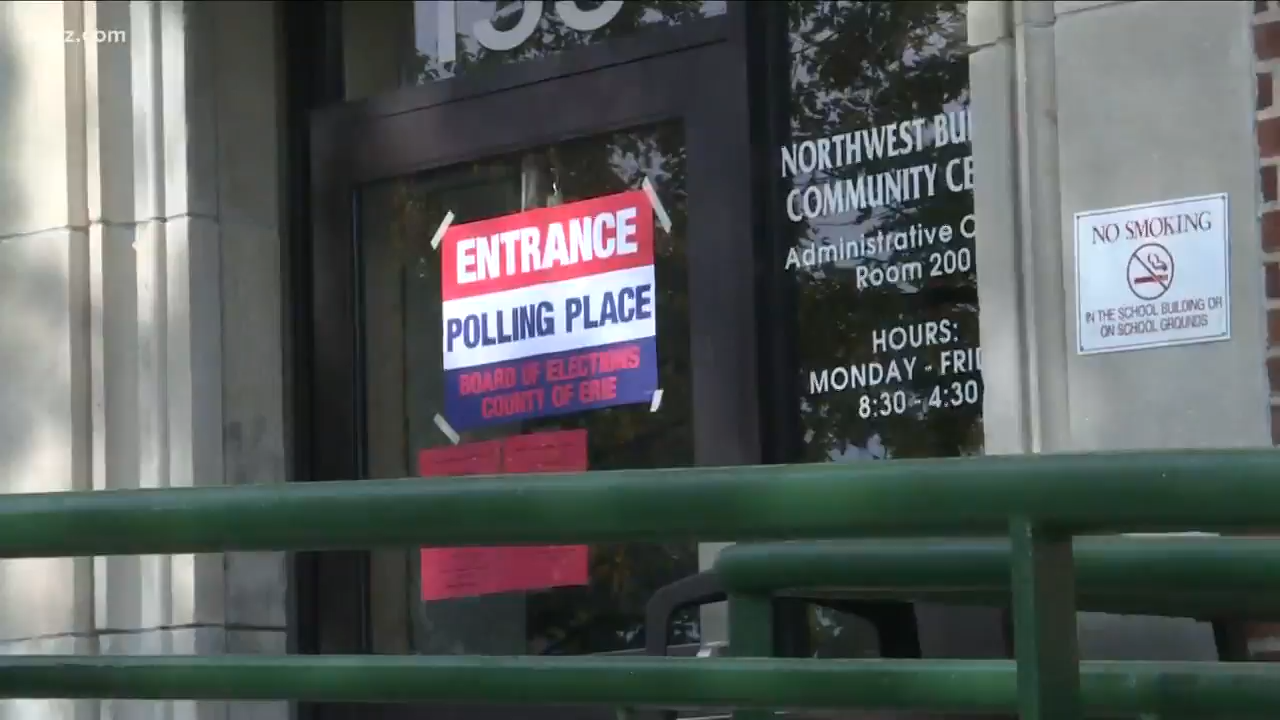 z.com
ENTRANCE
POLLING PLACE
BOARD OF ELECTIONS
COUNTY OF ERIE
NORTHWEST BU
COMMUNITY CE
Administrative
Room 200
HOURS:
MONDAY - FRI
8:30 - 4:30
NO SMOKING
IN THE SCHOOL BUILDING OR
ON SCHOOL GROUNDS